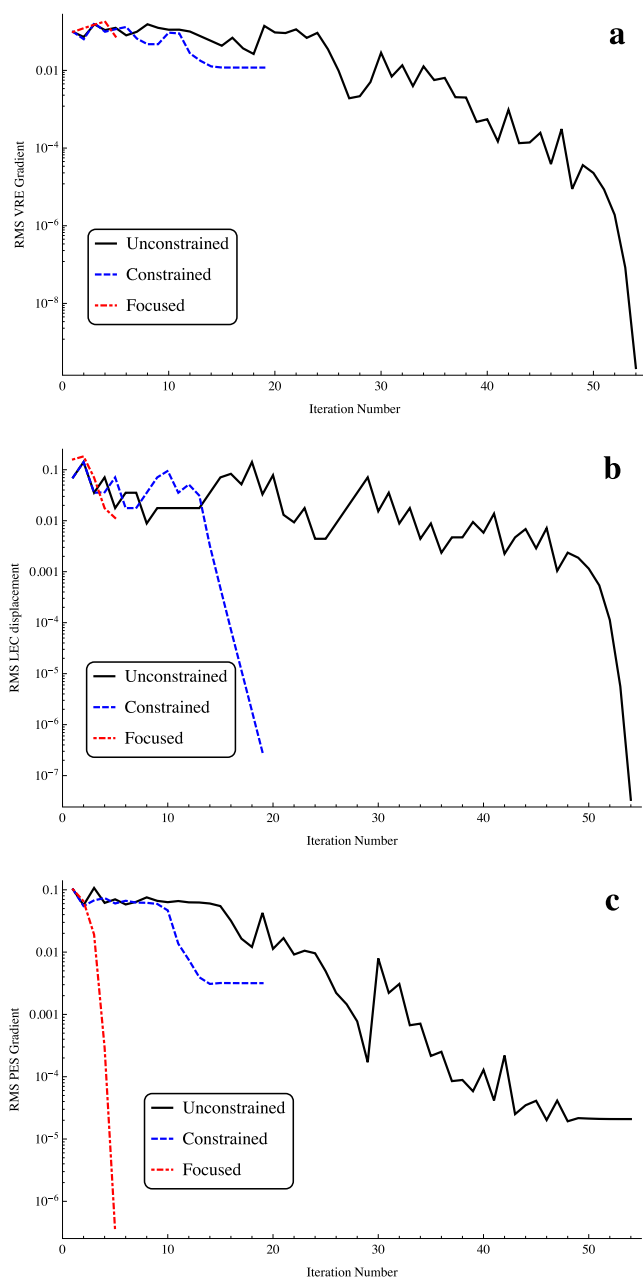 a
0.01
10⁻⁴
10⁻⁶
10⁻⁸
RMS VRE Gradient
Unconstrained
Constrained
Focused
0 10 20 30 40 50
Iteration Number
b
0.1
0.01
0.001
10⁻⁴
10⁻⁵
10⁻⁶
10⁻⁷
RMS LEC displacement
Unconstrained
Constrained
Focused
0 10 20 30 40 50
Iteration Number
c
0.1
0.01
0.001
10⁻⁴
10⁻⁵
10⁻⁶
RMS PES Gradient
Unconstrained
Constrained
Focused
0 10 20 30 40 50
Iteration Number